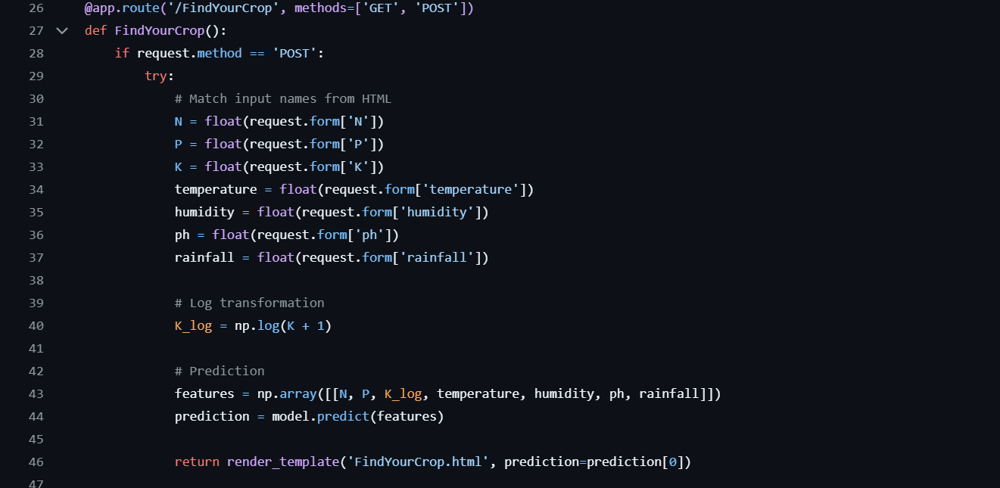 26 @app.route('/FindYourCrop', methods=['GET', 'POST'])
27 def FindYourCrop():
28     if request.method == 'POST':
29         try:
30             # Match input names from HTML
31             N = float(request.form['N'])
32             P = float(request.form['P'])
33             K = float(request.form['K'])
34             temperature = float(request.form['temperature'])
35             humidity = float(request.form['humidity'])
36             ph = float(request.form['ph'])
37             rainfall = float(request.form['rainfall'])
38
39             # Log transformation
40             K_log = np.log(K + 1)
41
42             # Prediction
43             features = np.array([[N, P, K_log, temperature, humidity, ph, rainfall]])
44             prediction = model.predict(features)
45
46             return render_template('FindYourCrop.html', prediction=prediction[0])
47